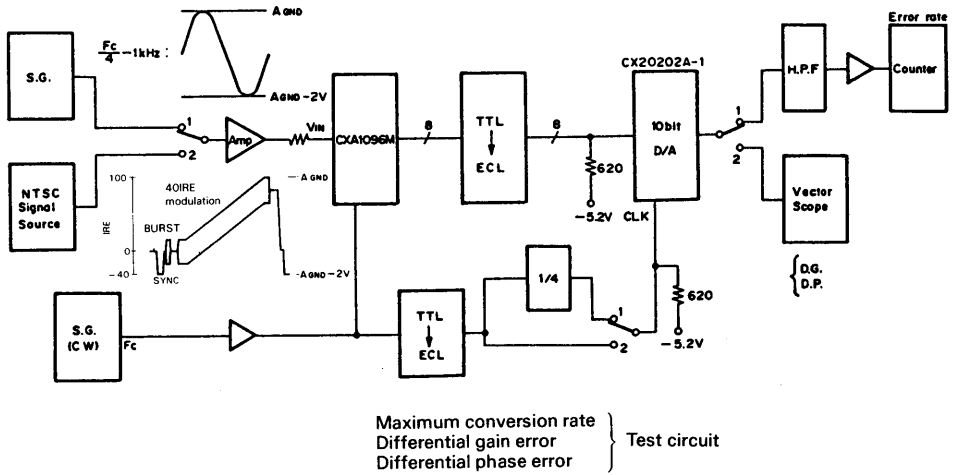 AGND
Error rate
Fc/4 -1kHz :
S.G.
AGND-2V
CX20202A-1
H.P.F
Counter
1
2
Amp
VIN
CXA1096M
8
TTL
ECL
8
10bit
D/A
620
-5.2V
CLK
1
2
NTSC
Signal
Source
100
0
-40
IRE
40IRE
modulation
BURST
SYNC
AGND
AGND-2V
Vector
Scope
D.G.
D.P.
1/4
1
2
620
-5.2V
S.G.
(CW)
Fc
TTL
ECL
Maximum conversion rate
Differential gain error
Differential phase error
Test circuit